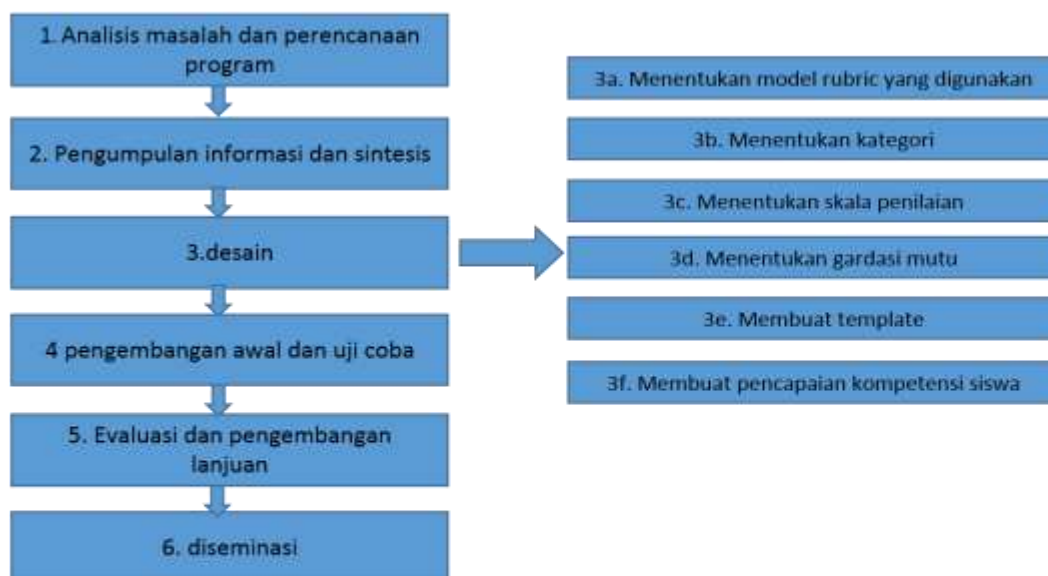 1. Analisis masalah dan perencanaan
program
2. Pengumpulan informasi dan sintesis
3.desain
4 pengembangan awal dan uji coba
5. Evaluasi dan pengembangan
lanjuan
6. diseminasi
3a. Menentukan model rubric yang digunakan
3b. Menentukan kategori
3c. Menentukan skala penilaian
3d. Menentukan gardasi mutu
3e. Membuat template
3f. Membuat pencapaian kompetensi siswa